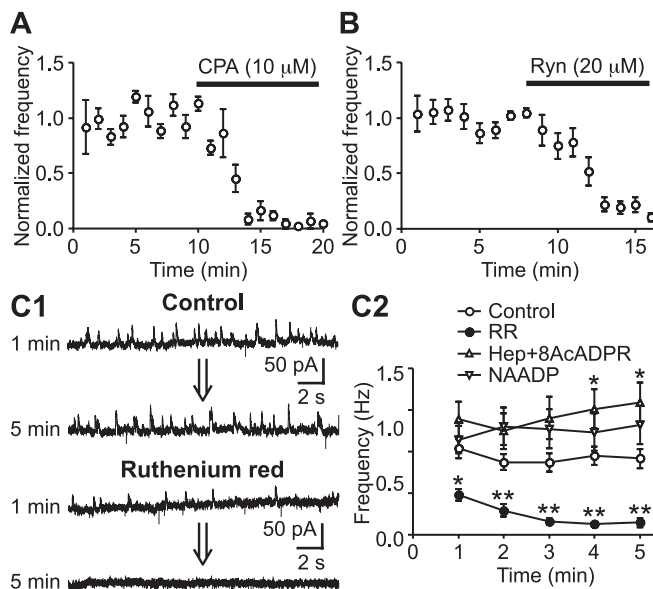 A
CPA (10 µM)
Normalized frequency
1.5
1.0
0.5
0.0
0 5 10 15 20
Time (min)
B
Ryn (20 µM)
Normalized frequency
1.5
1.0
0.5
0.0
0 5 10 15
Time (min)
C1
Control
1 min
50 pA
2 s
5 min
Ruthenium red
1 min
50 pA
2 s
5 min
C2
Control
RR
Hep+8AcADPR
NAADP
Frequency (Hz)
1.5
1.0
0.5
0.0
* *
* ** ** ** **
1 2 3 4 5
Time (min)